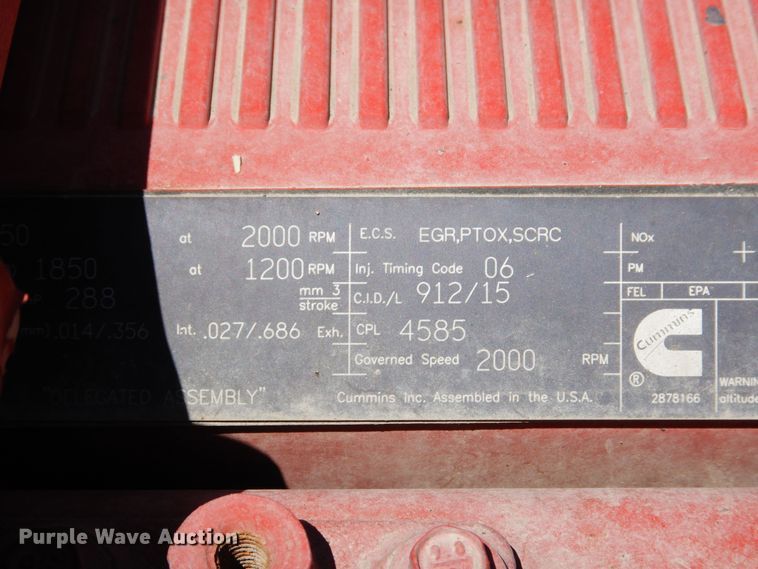 50 at 2000 RPM
1850 at 1200 RPM
288 mm 3 stroke
.014/.356 Int. .027/.686 Exh.
"DELEGATED ASSEMBLY"
E.C.S. EGR,PTOX,SCRC
Inj. Timing Code 06
C.I.D./L 912/15
CPL 4585
Governed Speed 2000 RPM
Cummins Inc. Assembled in the U.S.A.
NOx
PM
FEL EPA
Cummins
®
2878166
Purple Wave Auction